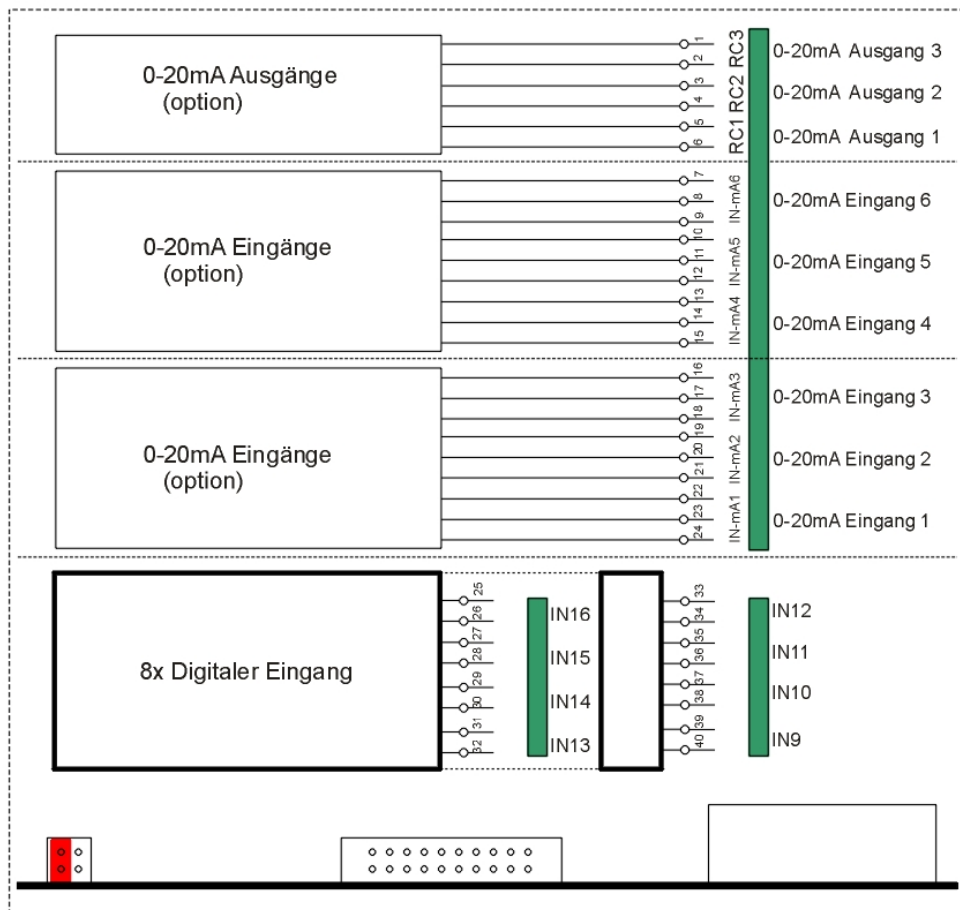 0-20mA Ausgänge
(option)
1
2
3
4
5
6
RC3
RC2
RC1
0-20mA Ausgang 3
0-20mA Ausgang 2
0-20mA Ausgang 1
0-20mA Eingänge
(option)
7
8
9
10
11
12
13
14
15
IN-mA6
IN-mA5
IN-mA4
0-20mA Eingang 6
0-20mA Eingang 5
0-20mA Eingang 4
0-20mA Eingänge
(option)
16
17
18
19
20
21
22
23
24
IN-mA3
IN-mA2
IN-mA1
0-20mA Eingang 3
0-20mA Eingang 2
0-20mA Eingang 1
8x Digitaler Eingang
25
26
27
28
29
30
31
32
IN16
IN15
IN14
IN13
33
34
35
36
37
38
39
40
IN12
IN11
IN10
IN9